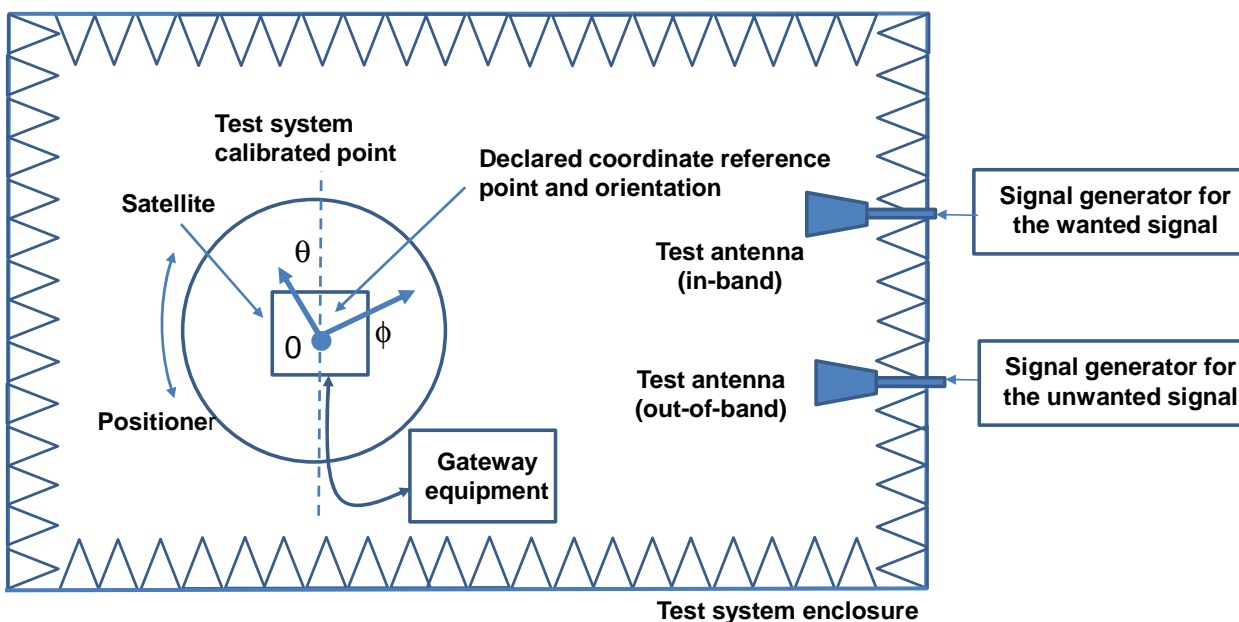 Test system
calibrated point
Declared coordinate reference
point and orientation
Satellite
θ
ϕ
0
Positioner
Gateway
equipment
Test antenna
(in-band)
Signal generator for
the wanted signal
Test antenna
(out-of-band)
Signal generator for
the unwanted signal
Test system enclosure